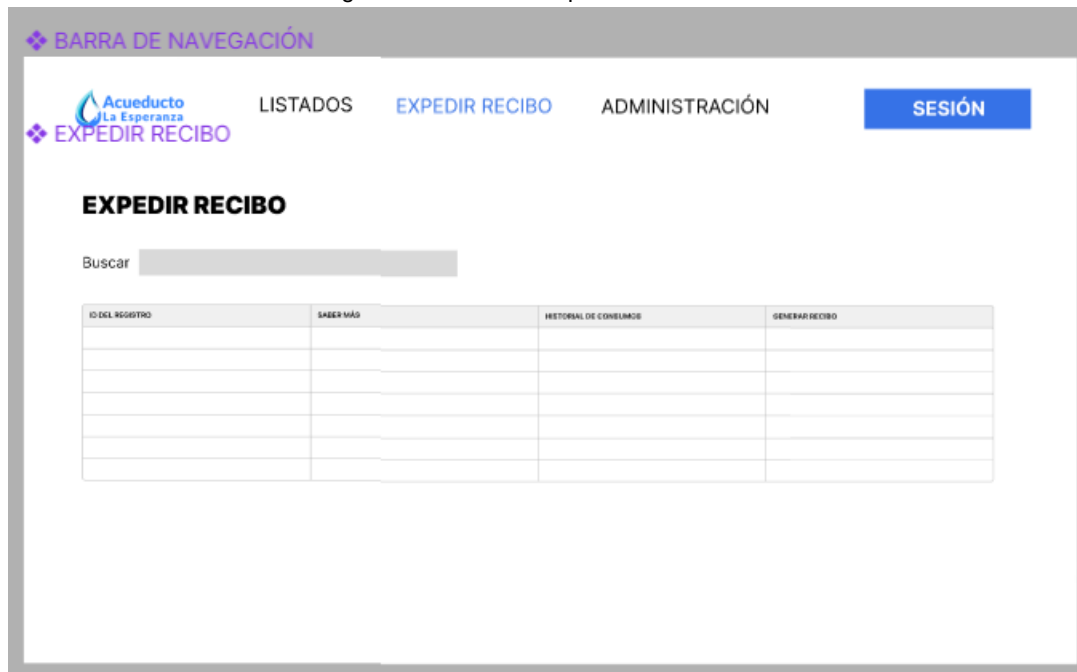 BARRA DE NAVEGACIÓN
Acueducto
La Esperanza
LISTADOS EXPEDIR RECIBO ADMINISTRACIÓN SESIÓN
EXPEDIR RECIBO
EXPEDIR RECIBO
Buscar
ID DEL REGISTRO SABER MÁS HISTORIAL DE CONSUMOS GENERAR RECIBO